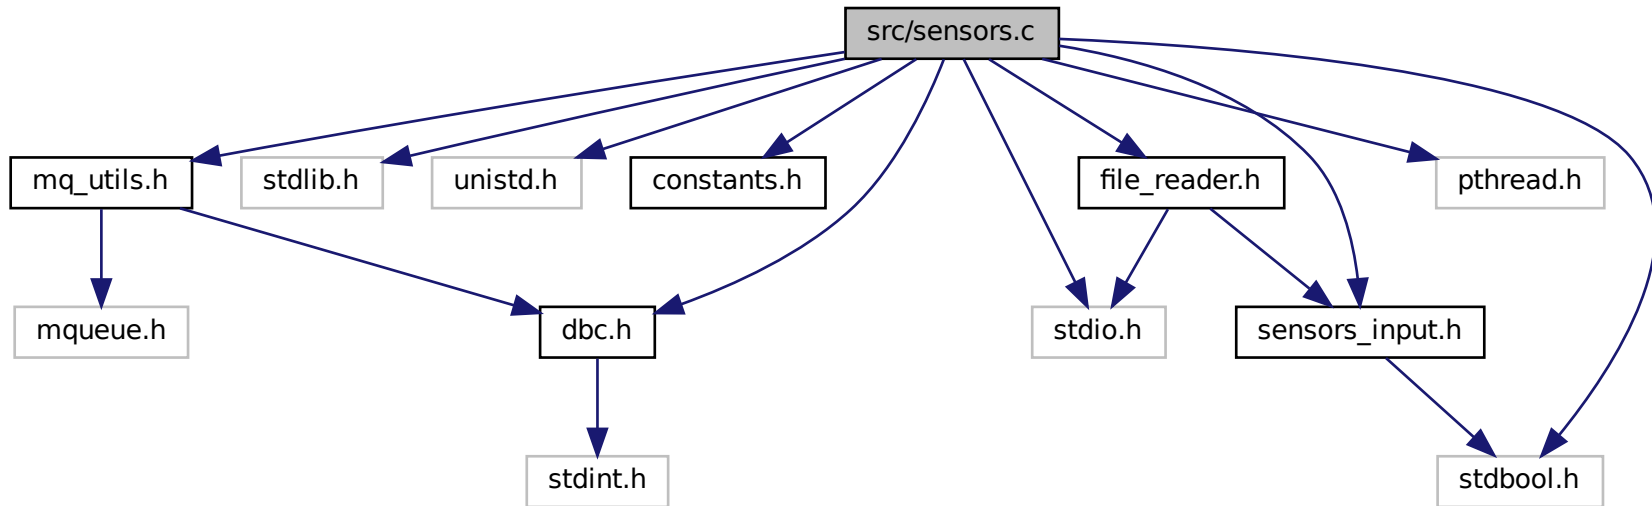 src/sensors.c
mq_utils.h
stdlib.h
unistd.h
constants.h
file_reader.h
pthread.h
mqueue.h
dbc.h
stdio.h
sensors_input.h
stdint.h
stdbool.h